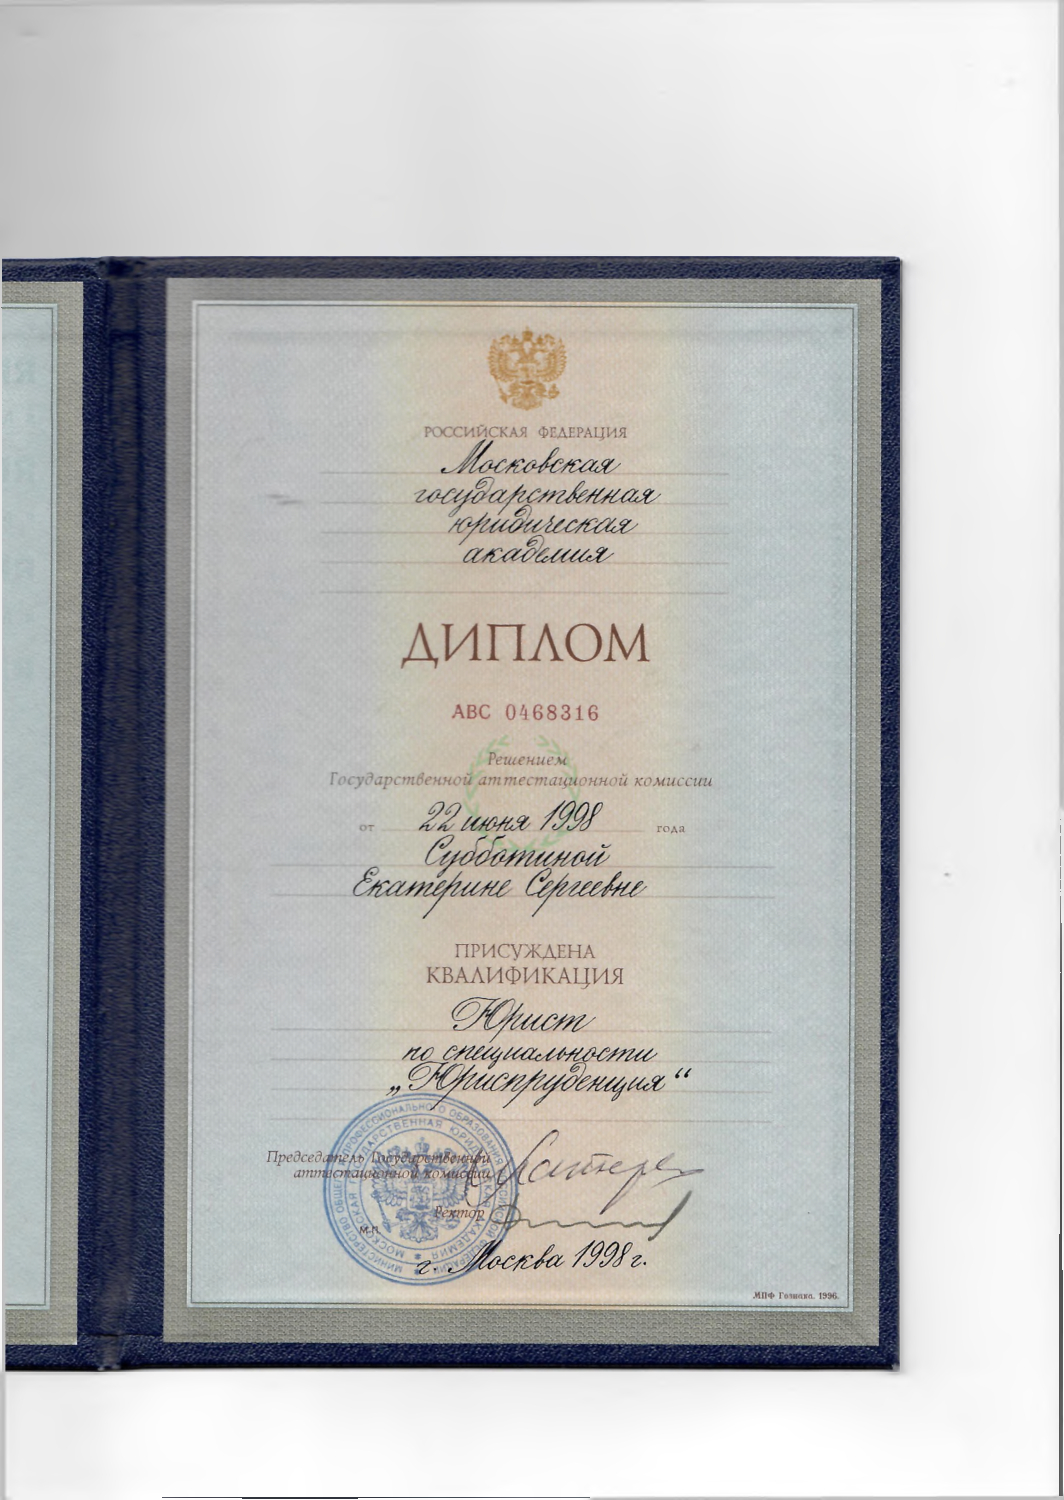 РОССИЙСКАЯ ФЕДЕРАЦИЯ
Московская
государственная
юридическая
академия
ДИПЛОМ
АВС 0468316
Решением
Государственной аттестационной комиссии
от 22 июня 1998 года
Субботиной
Екатерине Сергеевне
ПРИСУЖДЕНА
КВАЛИФИКАЦИЯ
Юрист
по специальности
„Юриспруденция“
Председатель Государственной
аттестационной комиссии
Ректор
М.П.
г. Москва 1998 г.
МПФ Гознака. 1996.